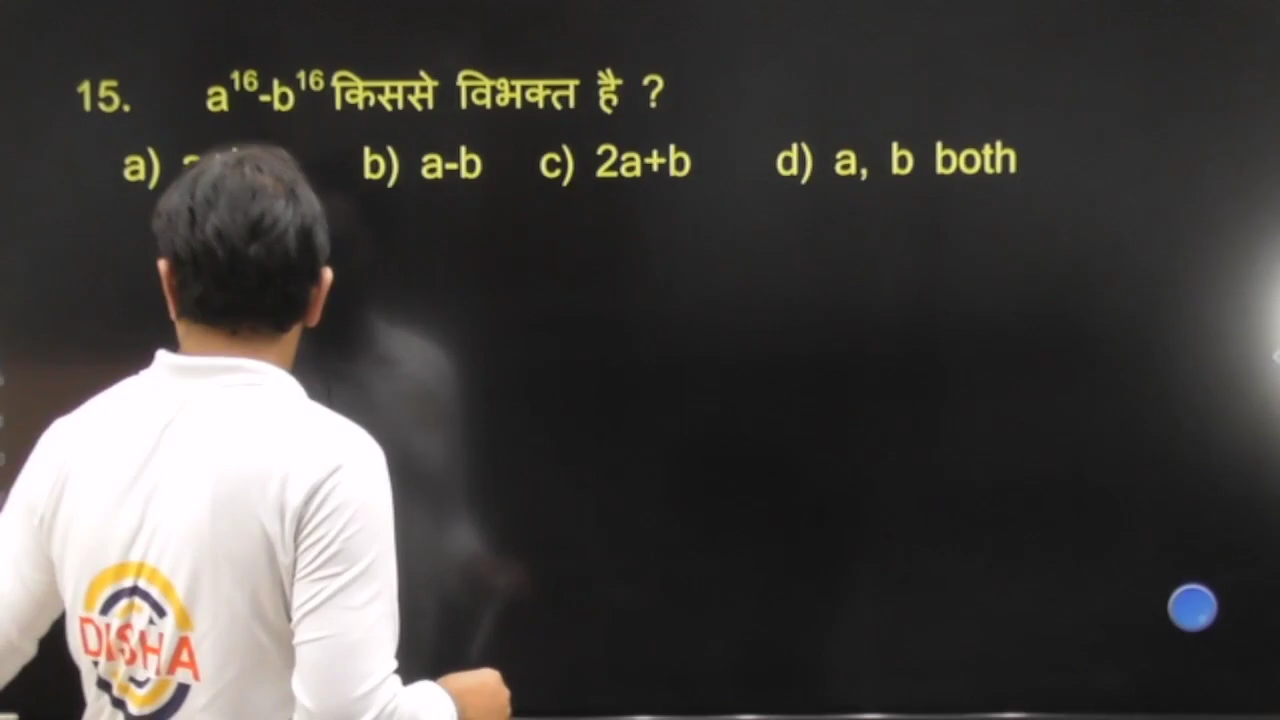 15. a¹⁶-b¹⁶ किससे विभक्त है ?
a) b) a-b c) 2a+b d) a, b both
DISHA